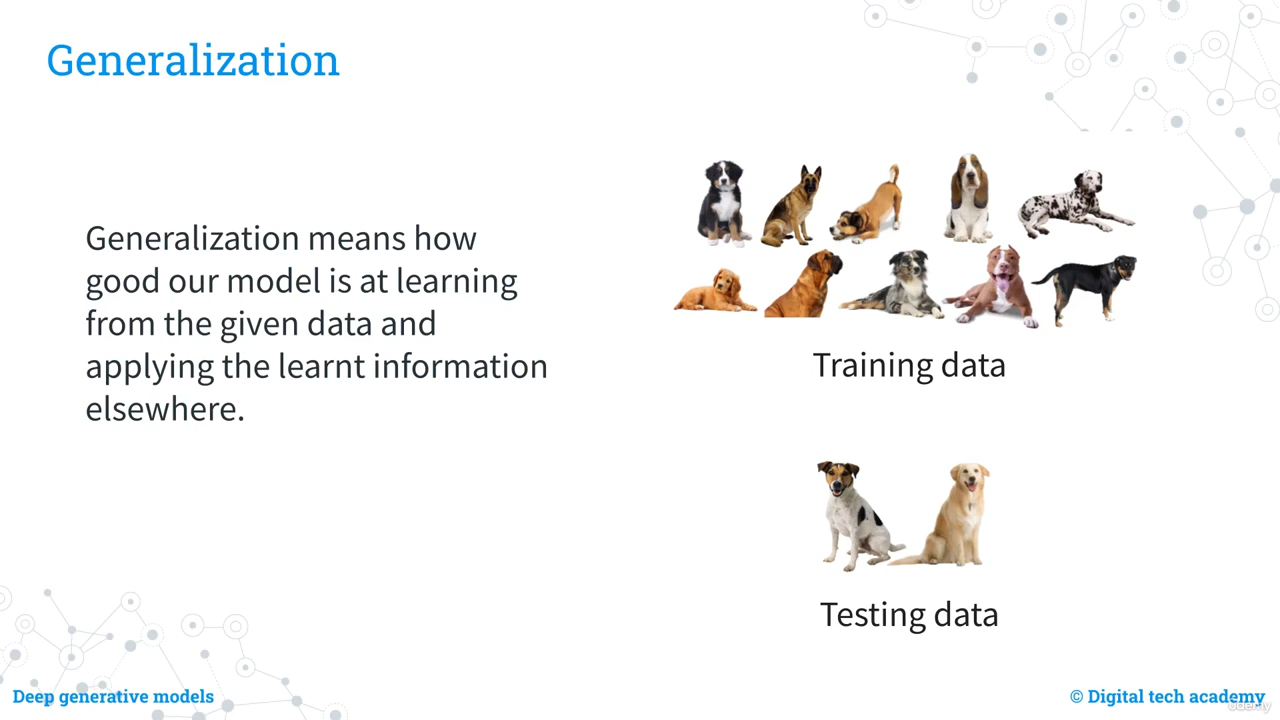 Generalization
Generalization means how
good our model is at learning
from the given data and
applying the learnt information
elsewhere.
Training data
Testing data
Deep generative models
© Digital tech academy
udemy